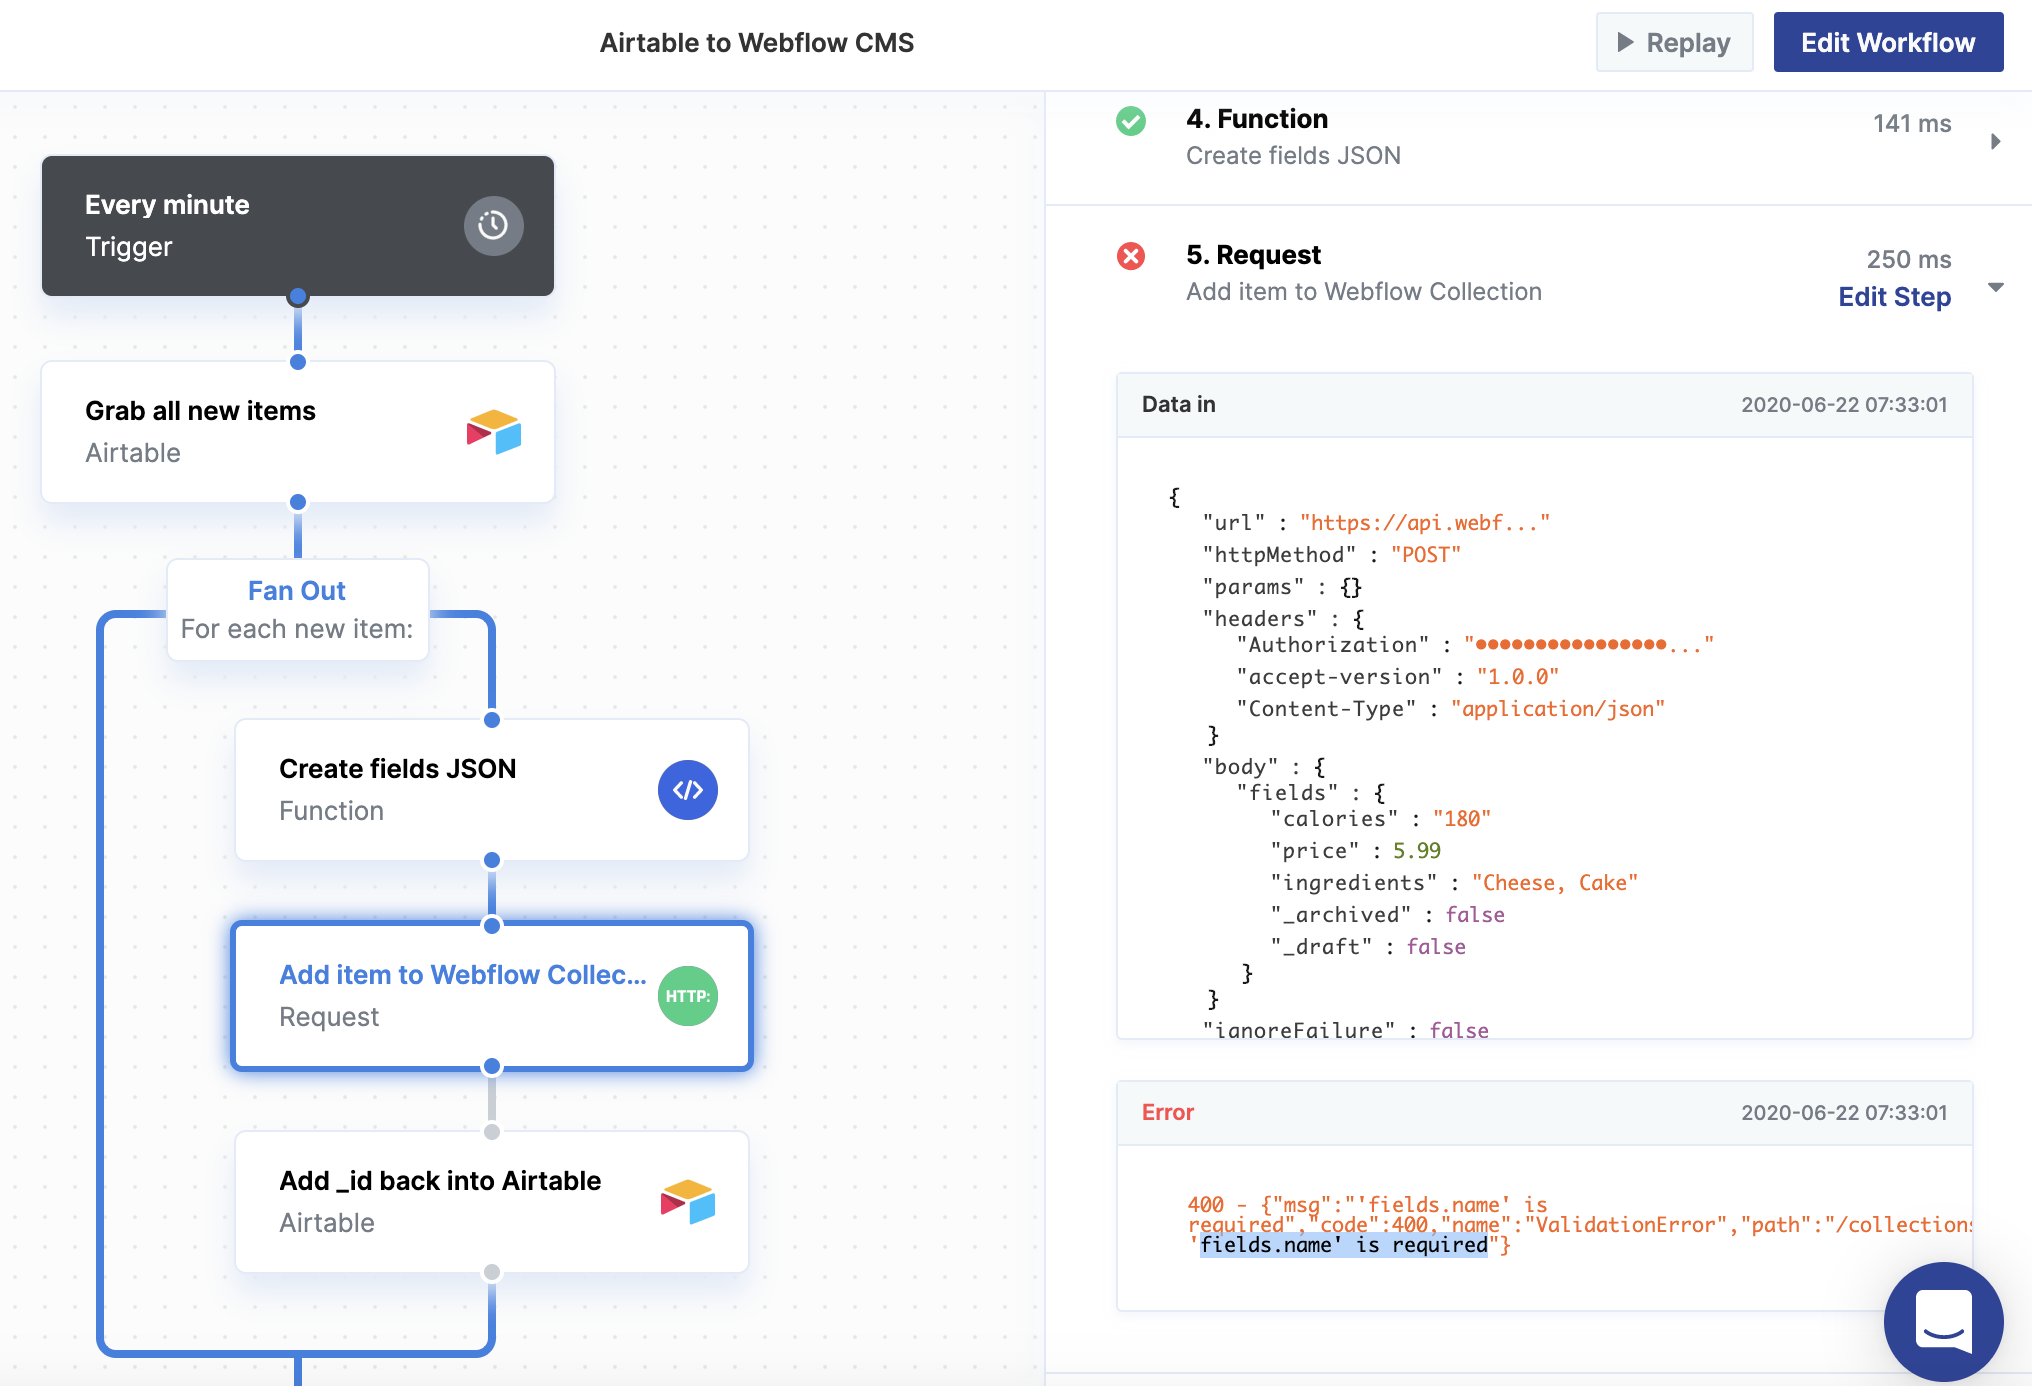 Airtable to Webflow CMS
Replay
Edit Workflow
Every minute
Trigger
Grab all new items
Airtable
Fan Out
For each new item:
Create fields JSON
Function
Add item to Webflow Collec...
Request
HTTP:
Add _id back into Airtable
Airtable
4. Function
141 ms
Create fields JSON
5. Request
250 ms
Add item to Webflow Collection
Edit Step
Data in
2020-06-22 07:33:01
{
"url" : "https://api.webf..."
"httpMethod" : "POST"
"params" : {}
"headers" : {
"Authorization" : "••••••••••••••••..."
"accept-version" : "1.0.0"
"Content-Type" : "application/json"
}
"body" : {
"fields" : {
"calories" : "180"
"price" : 5.99
"ingredients" : "Cheese, Cake"
"_archived" : false
"_draft" : false
}
}
"ignoreFailure" : false
Error
2020-06-22 07:33:01
400 - {"msg":"'fields.name' is
required","code":400,"name":"ValidationError","path":"/collections
'fields.name' is required"}